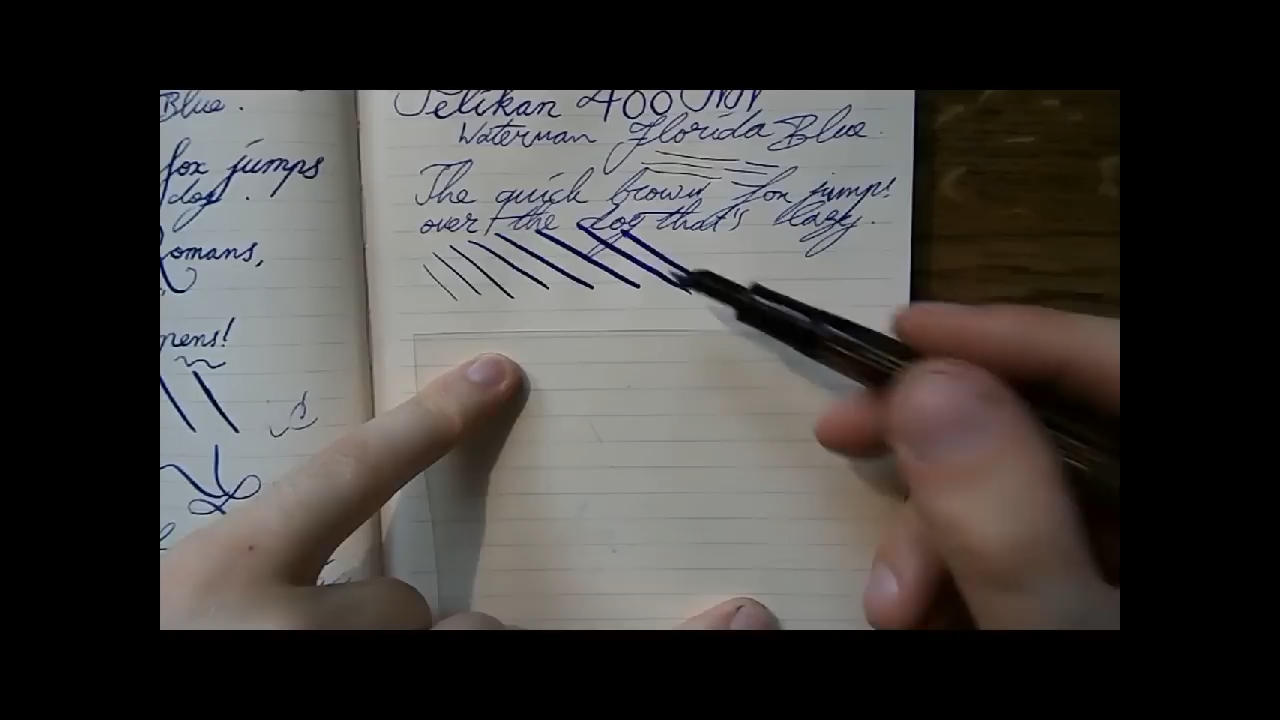 Blue.
fox jumps
dog.
Romans,
pens!
Pelikan 400
Waterman Florida Blue.
The quick brown fox jumps
over the dog that's lazy.